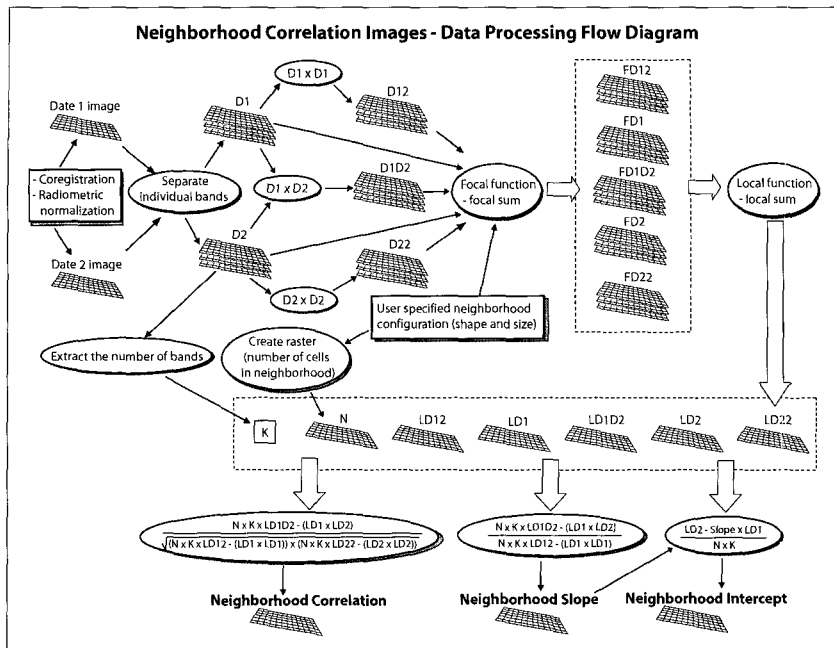 Neighborhood Correlation Images - Data Processing Flow Diagram
D1 x D1
FD12
D1
D12
Date 1 image
FD1
- Coregistration
- Radiometric
normalization
Separate
individual bands
D1 x D2
D1D2
Focal function
- focal sum
FD1D2
Local function
- local sum
D2
D22
FD2
Date 2 image
D2 x D2
FD22
User specified neighborhood
configuration (shape and size)
Extract the number of bands
Create raster
(number of cells
in neighborhood)
K
N
LD12
LD1
LD1D2
LD2
LD22
N x K x LD1D2 - (LD1 x LD2)
√(N x K x LD12 - (LD1 x LD1)) x (N x K x LD22 - (LD2 x LD2))
N x K x LD1D2 - (LD1 x LD2)
N x K x LD12 - (LD1 x LD1)
LD2 - Slope x LD1
N x K
Neighborhood Correlation
Neighborhood Slope
Neighborhood Intercept